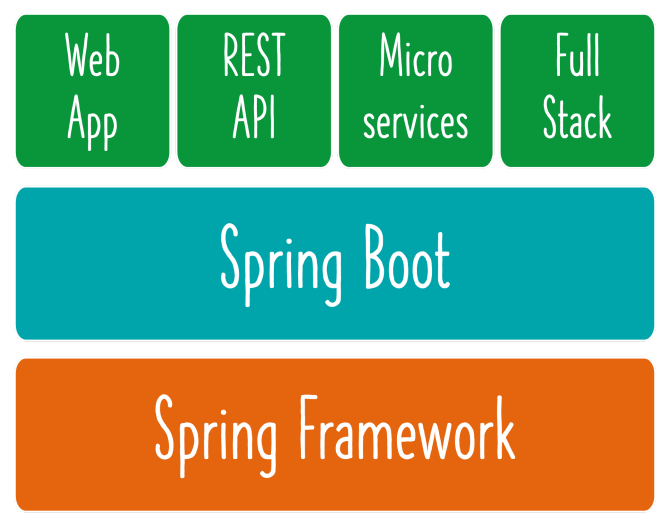 Web
App
REST
API
Micro
services
Full
Stack
Spring Boot
Spring Framework